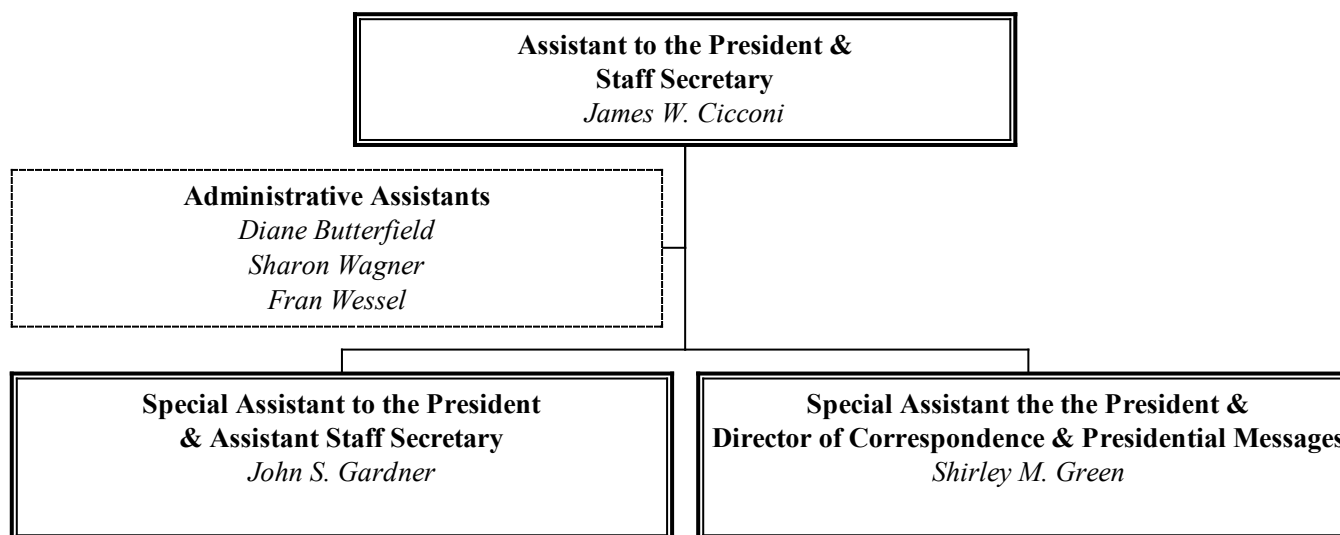 Assistant to the President &
Staff Secretary
James W. Cicconi
Administrative Assistants
Diane Butterfield
Sharon Wagner
Fran Wessel
Special Assistant to the President
& Assistant Staff Secretary
John S. Gardner
Special Assistant the the President &
Director of Correspondence & Presidential Messages
Shirley M. Green